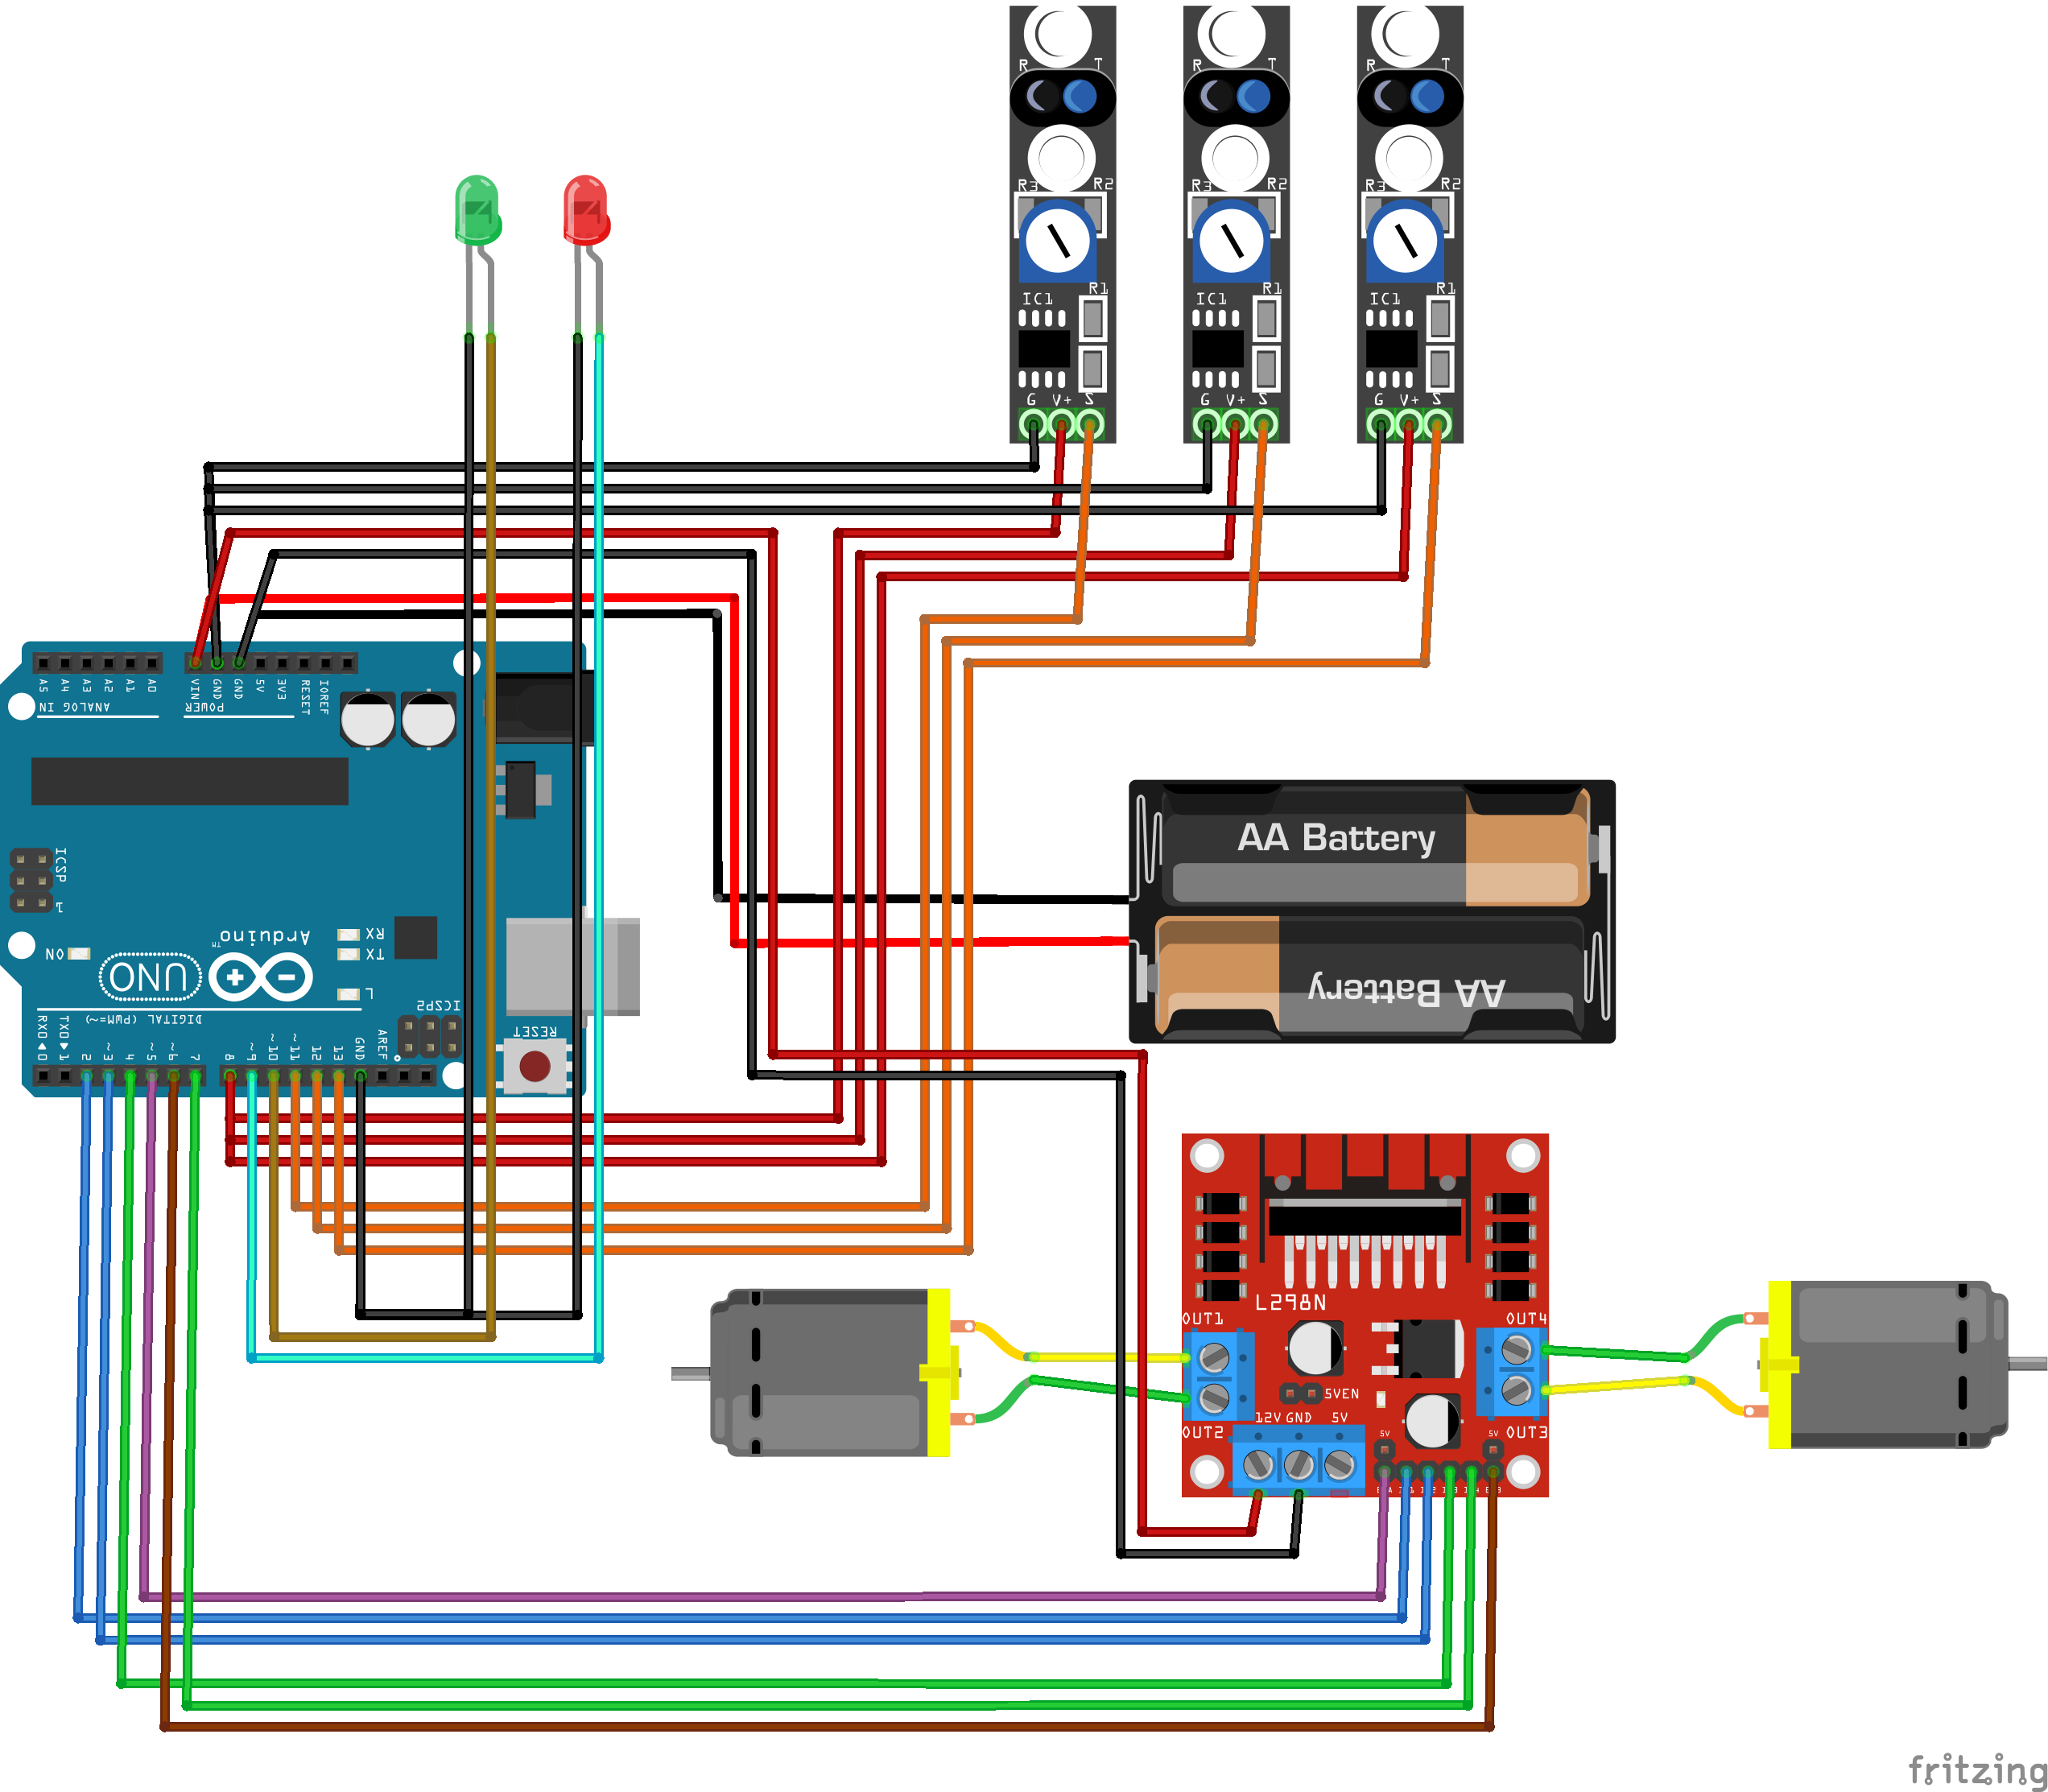 R T
R T
R T
R3 R2
R3 R2
R3 R2
R1
R1
R1
IC1
IC1
IC1
G V+ S
G V+ S
G V+ S
A5 A4 A3 A2 A1 A0
VIN GND GND 5V 3V3 RESET IOREF
ANALOG IN
POWER
AA Battery
AA Battery
ICSP
1
Arduino
TM
UNO
ON
RX
TX
L
ICSP2
RESET
DIGITAL (PWM=~)
RX0 0 TX0 1 2 ~3 4 ~5 ~6 7 8 ~9 ~10 ~11 12 13 GND AREF
L298N
OUT1
OUT4
5VEN
12V GND 5V
OUT2
OUT3
5V
5V
fritzing